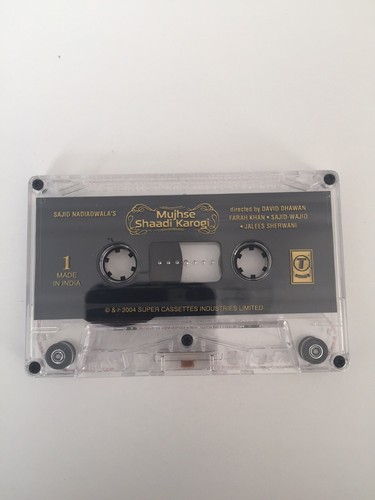 SAJID NADIADWALA'S
Mujhse
Shaadi Karogi
directed by DAVID DHAWAN
FARAH KHAN • SAJID-WAJID
• JALEES SHERWANI
1
MADE
IN INDIA
T
© & ℗ 2004 SUPER CASSETTES INDUSTRIES LIMITED